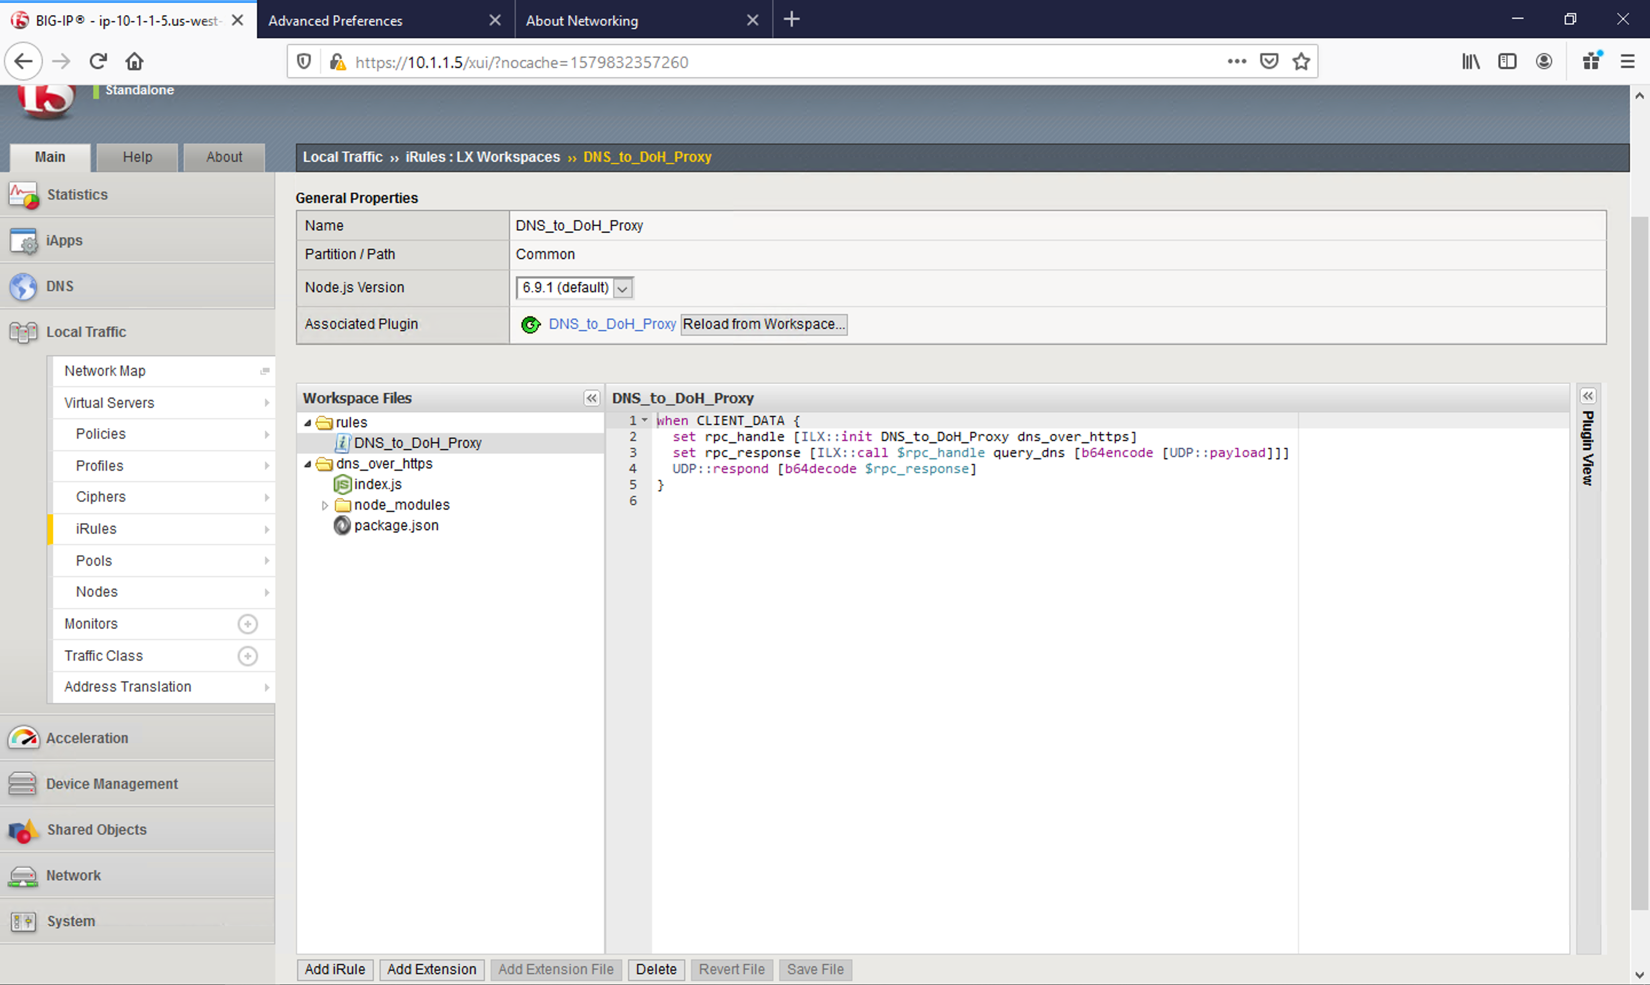 BIG-IP® - ip-10-1-1-5.us-west-
Advanced Preferences
About Networking
https://10.1.1.5/xui/?nocache=1579832357260
Standalone
Main
Help
About
Local Traffic ›› iRules : LX Workspaces ›› DNS_to_DoH_Proxy
Statistics
iApps
DNS
Local Traffic
Network Map
Virtual Servers
Policies
Profiles
Ciphers
iRules
Pools
Nodes
Monitors
Traffic Class
Address Translation
Acceleration
Device Management
Shared Objects
Network
System
General Properties
Name DNS_to_DoH_Proxy
Partition / Path Common
Node.js Version 6.9.1 (default)
Associated Plugin DNS_to_DoH_Proxy Reload from Workspace...
Workspace Files
rules
DNS_to_DoH_Proxy
dns_over_https
index.js
node_modules
package.json
DNS_to_DoH_Proxy
1 when CLIENT_DATA {
2 set rpc_handle [ILX::init DNS_to_DoH_Proxy dns_over_https]
3 set rpc_response [ILX::call $rpc_handle query_dns [b64encode [UDP::payload]]]
4 UDP::respond [b64decode $rpc_response]
5 }
6
Plugin View
Add iRule
Add Extension
Add Extension File
Delete
Revert File
Save File